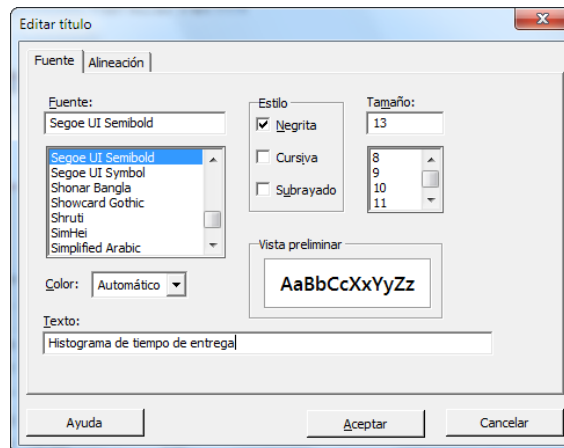 Editar título
Fuente
Alineación
Fuente:
Segoe UI Semibold
Segoe UI Semibold
Segoe UI Symbol
Shonar Bangla
Showcard Gothic
Shruti
SimHei
Simplified Arabic
Estilo
Negrita
Cursiva
Subrayado
Tamaño:
13
8
9
10
11
Color:
Automático
Vista preliminar
AaBbCcXxYyZz
Texto:
Histograma de tiempo de entrega
Ayuda
Aceptar
Cancelar